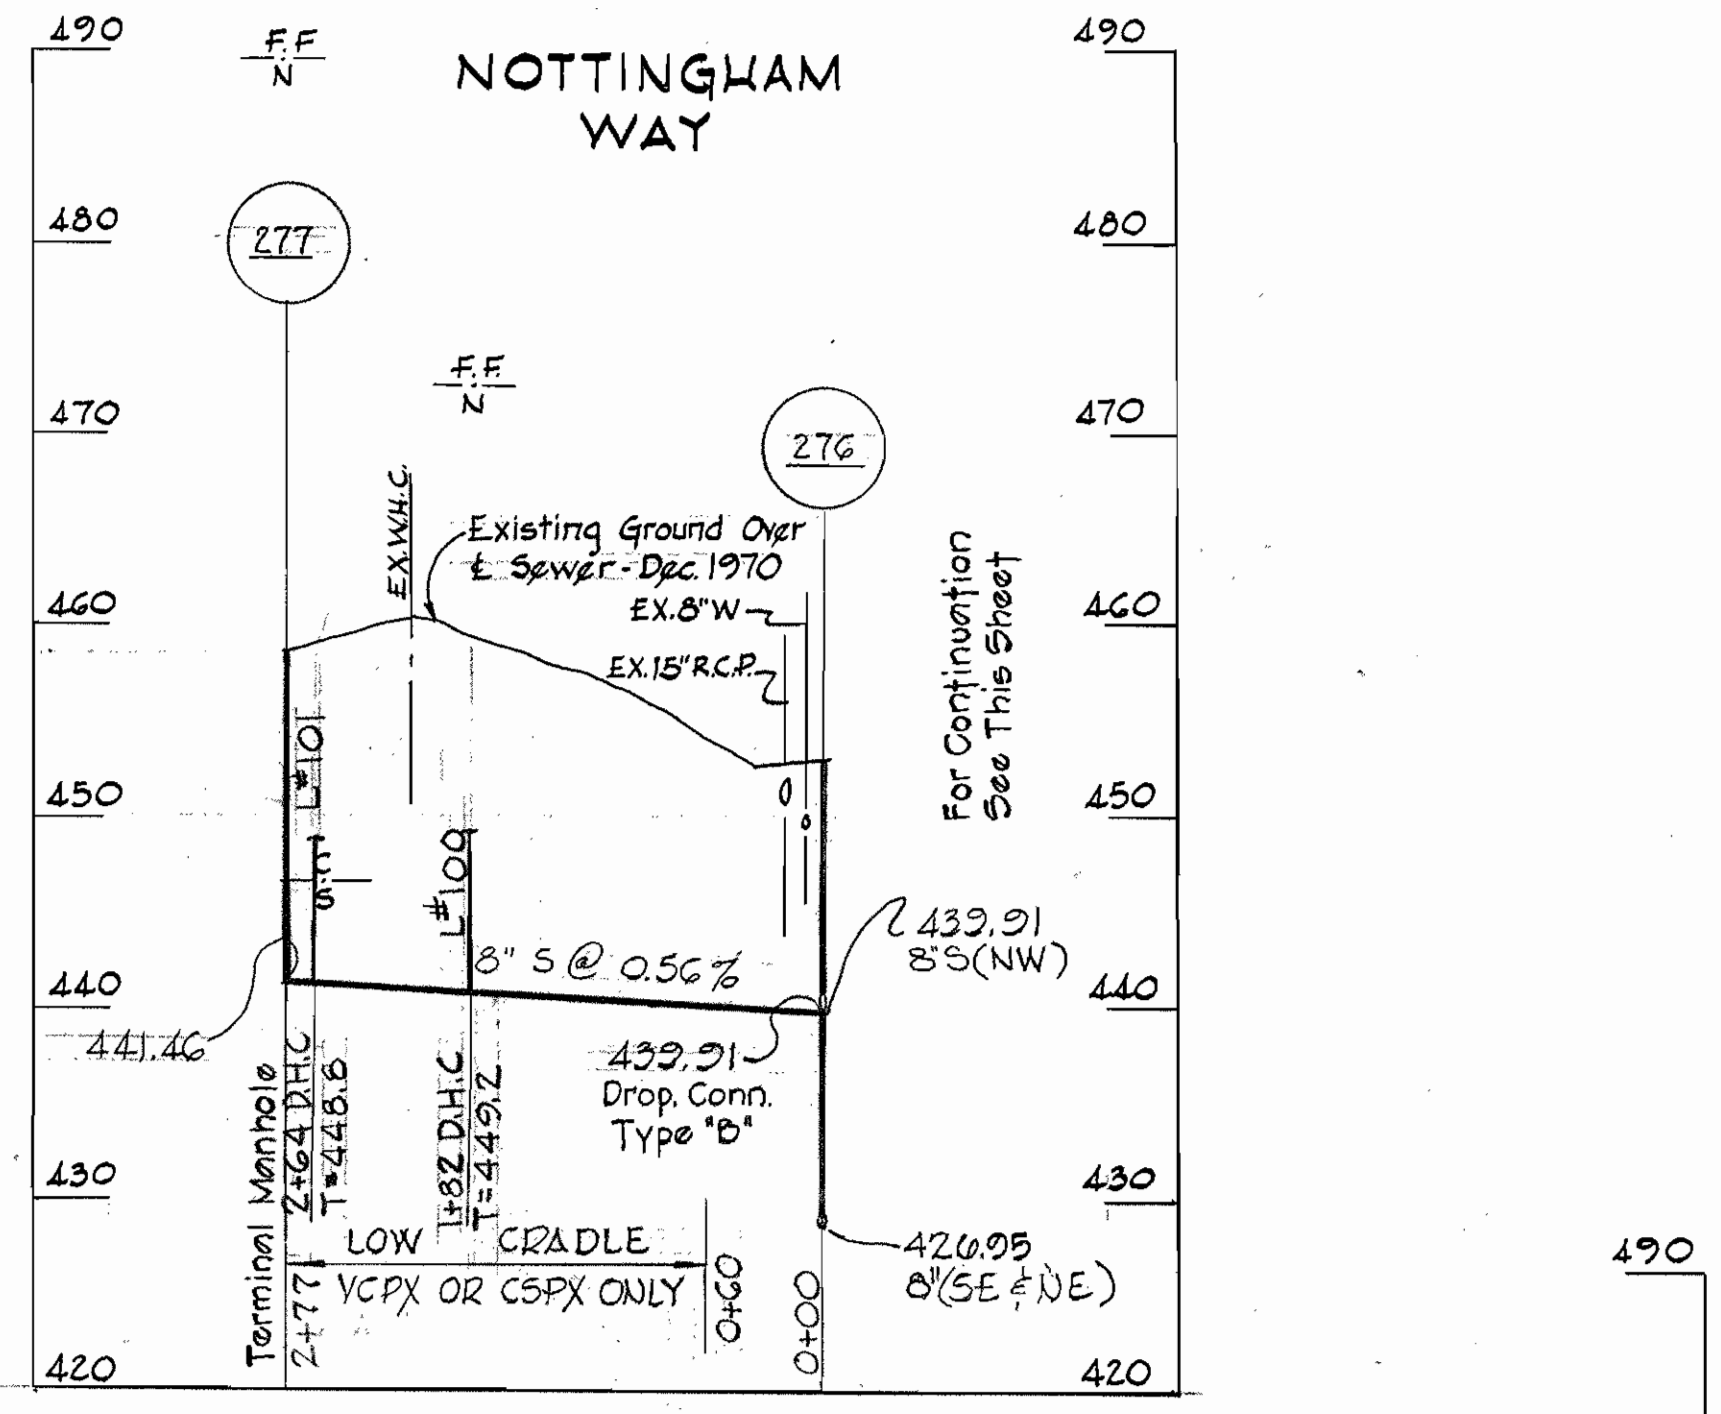 490
F.F.
N
NOTTINGHAM
WAY
490
480
277
480
F.F.
N
470
276
470
EX.W.H.C.
Existing Ground Over
℄ Sewer - Dec. 1970
460
EX. 8" W
460
EX. 15" R.C.P.
For Continuation
See This Sheet
L#101
450
450
S.C.
L#100
439.91
8"S(NW)
8" S @ 0.56%
440
440
441.46
439.91
Drop. Conn.
Type "B"
Terminal Manhole
2+64 D.H.C
T=448.8
1+82 D.H.C
T=449.2
430
430
LOW CRADLE
VCPX OR CSPX ONLY
426.95
8"(SE & NE)
2+77
0+60
0+00
420
420
490